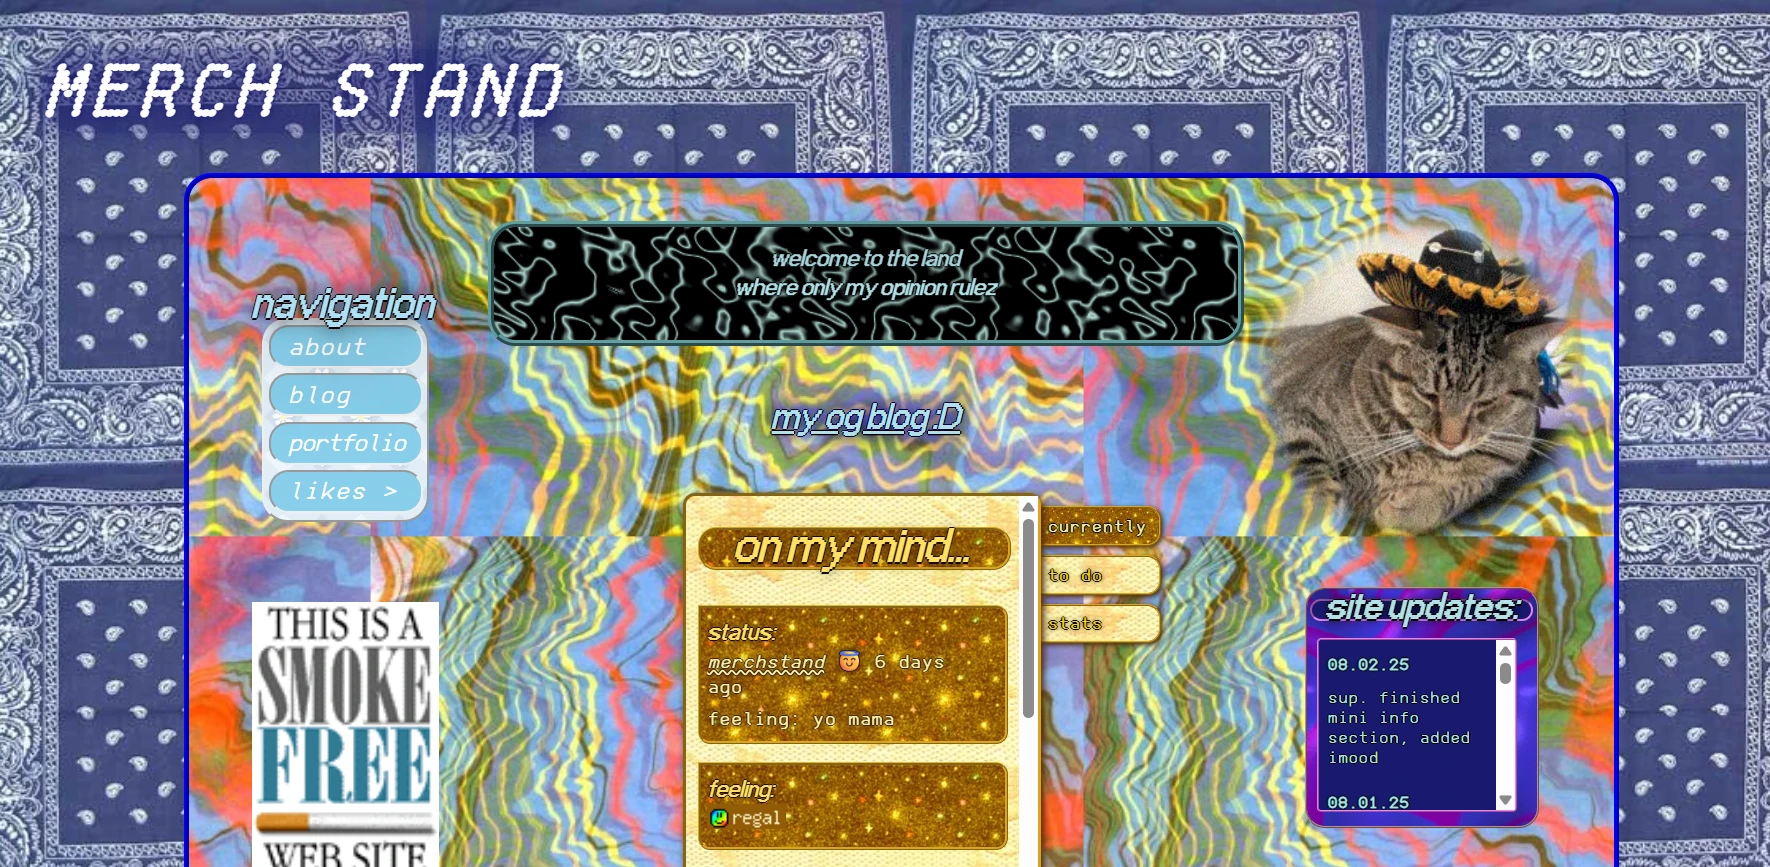 MERCH STAND
welcome to the land
where only my opinion rulez
navigation
about
blog
portfolio
likes >
my og blog :D
on my mind...
currently
to do
stats
status:
merchstand 6 days
ago
feeling: yo mama
feeling:
regal
site updates:
08.02.25
sup. finished
mini info
section, added
imood
08.01.25
THIS IS A
SMOKE
FREE
WEB SITE